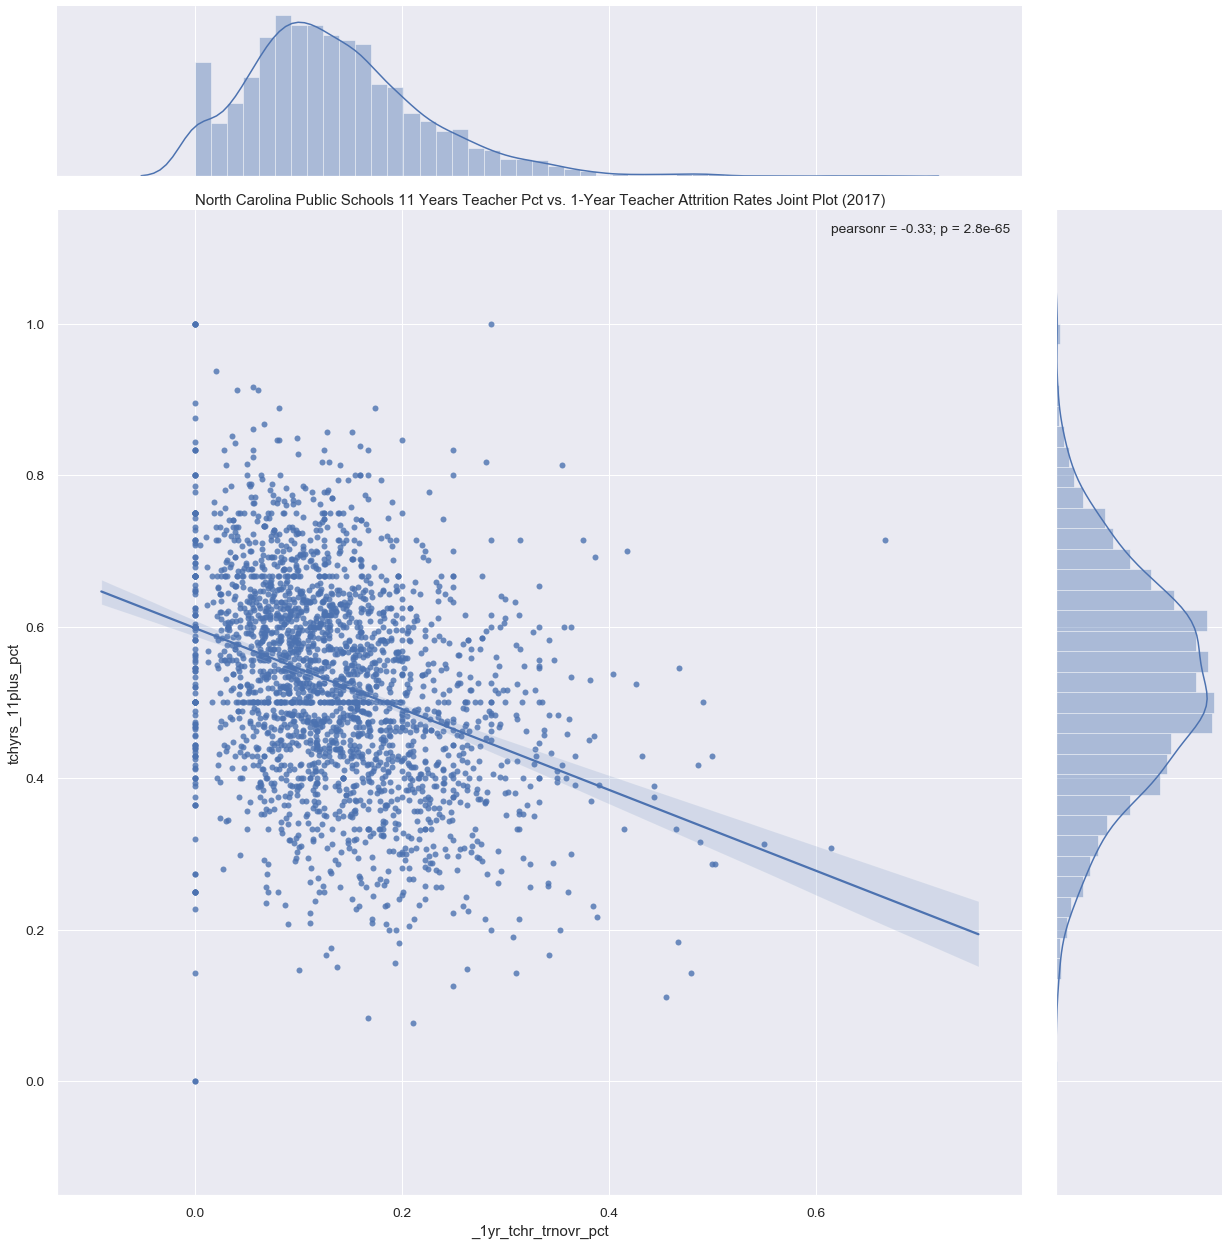 North Carolina Public Schools 11 Years Teacher Pct vs. 1-Year Teacher Attrition Rates Joint Plot (2017)
pearsonr = -0.33; p = 2.8e-65
1.0
0.8
0.6
0.4
0.2
0.0
tchyrs_11plus_pct
0.0 0.2 0.4 0.6
_1yr_tchr_trnovr_pct